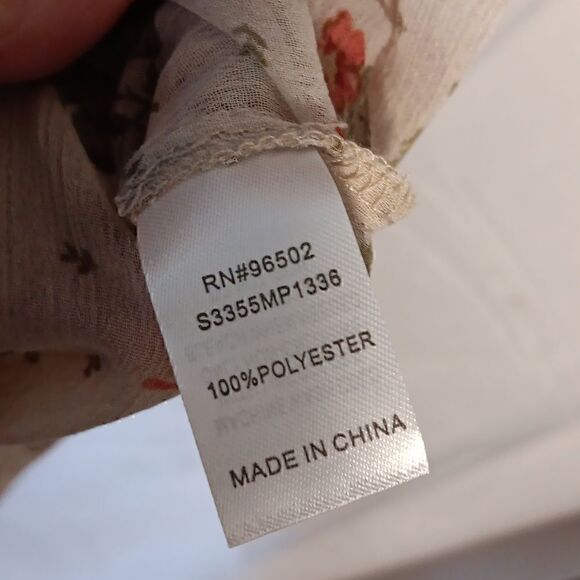 RN#96502
S3355MP1336
100%POLYESTER
MADE IN CHINA